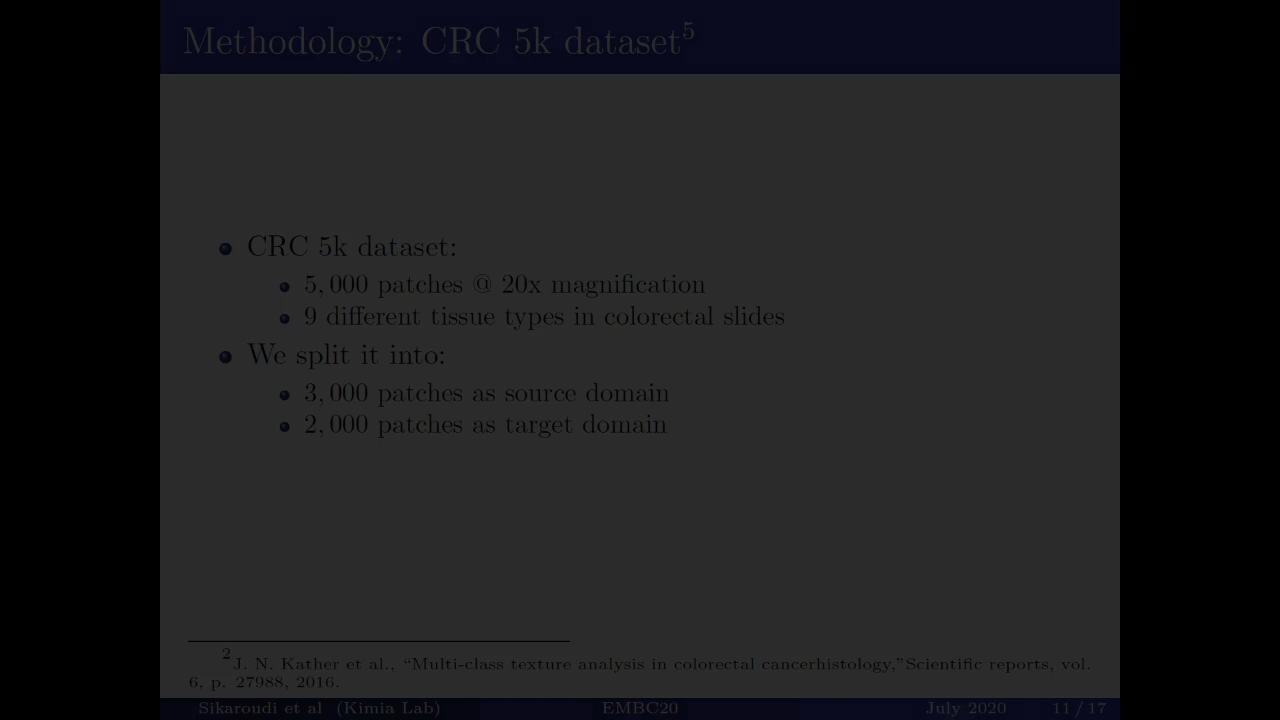 Methodology: CRC 5k dataset5
CRC 5k dataset:
5,000 patches @ 20x magnification
9 different tissue types in colorectal slides
We split it into:
3,000 patches as source domain
2,000 patches as target domain
2J. N. Kather et al., “Multi-class texture analysis in colorectal cancerhistology,”Scientific reports, vol.
6, p. 27988, 2016.
Sikaroudi et al (Kimia Lab) EMBC20 July 2020 11 / 17